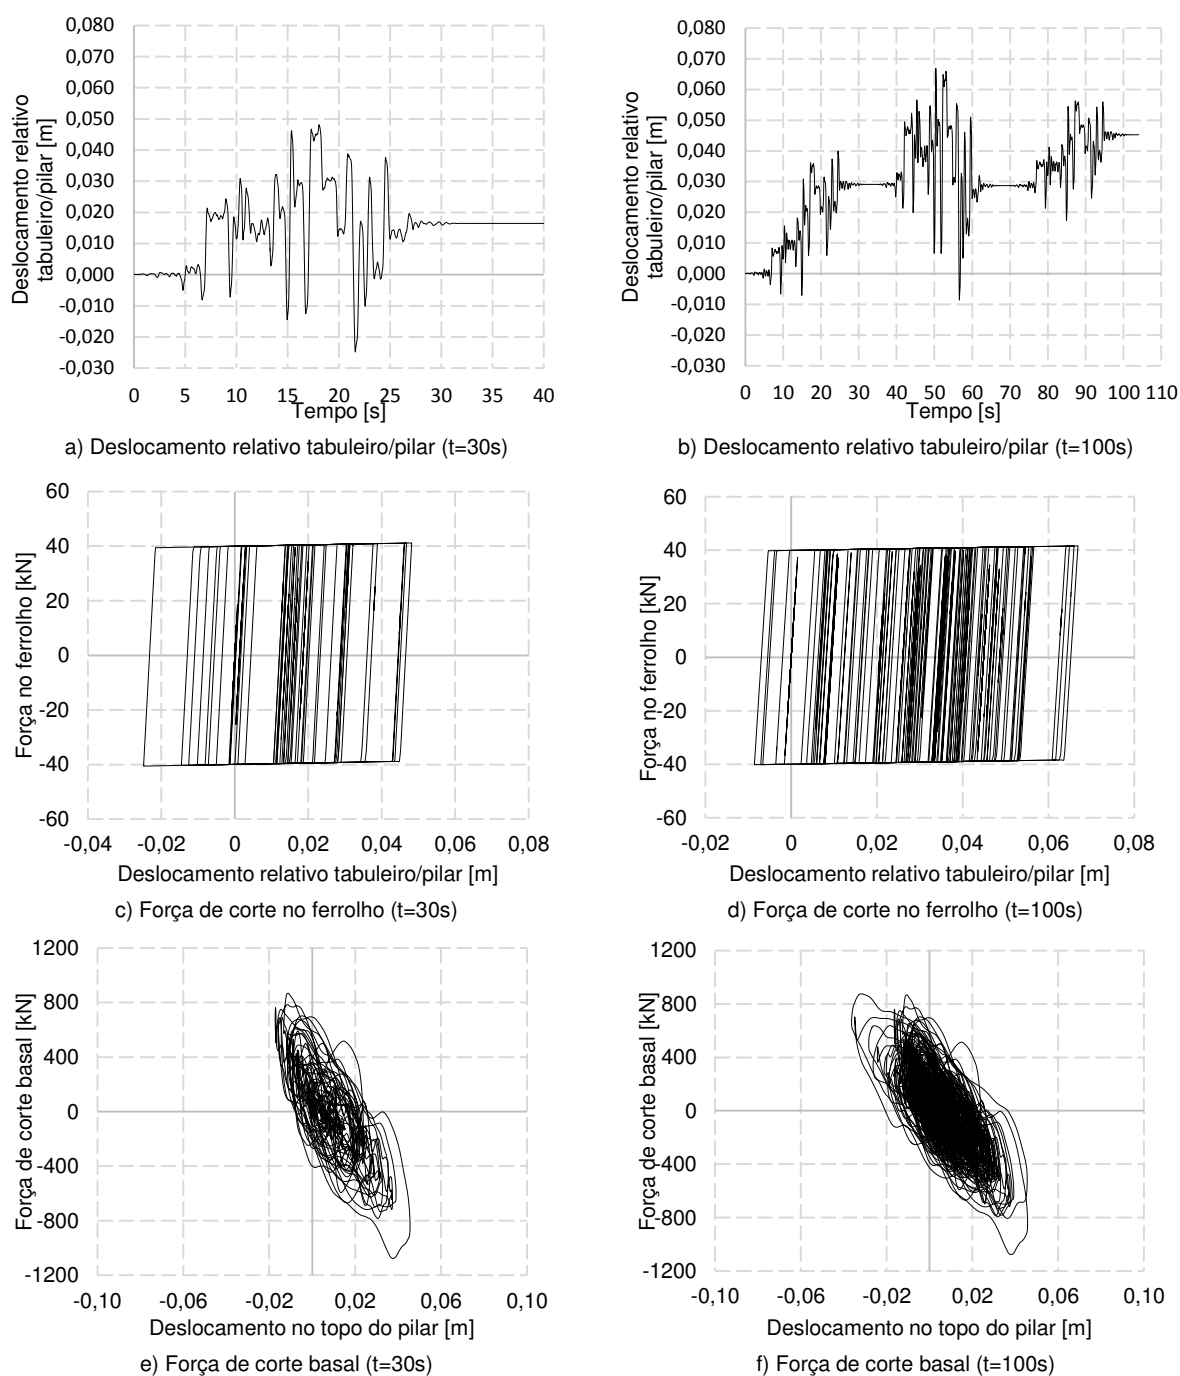 0,080
0,070
0,060
0,050
0,040
0,030
0,020
0,010
0,000
-0,010
-0,020
-0,030
Deslocamento relativo
tabuleiro/pilar [m]
0 5 10 15 20 25 30 35 40
Tempo [s]
a) Deslocamento relativo tabuleiro/pilar (t=30s)
0,080
0,070
0,060
0,050
0,040
0,030
0,020
0,010
0,000
-0,010
-0,020
-0,030
Deslocamento relativo
tabuleiro/pilar [m]
0 10 20 30 40 50 60 70 80 90 100 110
Tempo [s]
b) Deslocamento relativo tabuleiro/pilar (t=100s)
60
40
20
0
-20
-40
-60
Força no ferrolho [kN]
-0,04 -0,02 0 0,02 0,04 0,06 0,08
Deslocamento relativo tabuleiro/pilar [m]
c) Força de corte no ferrolho (t=30s)
60
40
20
0
-20
-40
-60
Força no ferrolho [kN]
-0,02 0 0,02 0,04 0,06 0,08
Deslocamento relativo tabuleiro/pilar [m]
d) Força de corte no ferrolho (t=100s)
1200
800
400
0
-400
-800
-1200
Força de corte basal [kN]
-0,10 -0,06 -0,02 0,02 0,06 0,10
Deslocamento no topo do pilar [m]
e) Força de corte basal (t=30s)
1200
800
400
0
-400
-800
-1200
Força de corte basal [kN]
-0,10 -0,06 -0,02 0,02 0,06 0,10
Deslocamento no topo do pilar [m]
f) Força de corte basal (t=100s)